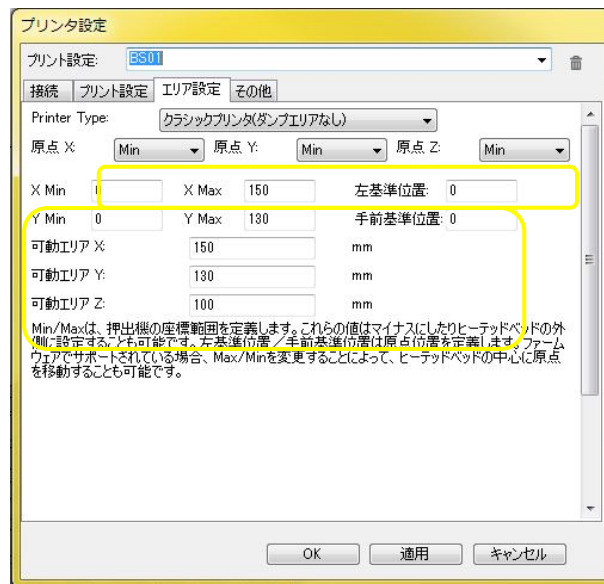 プリンタ設定
プリント設定: BS01
接続 プリント設定 エリア設定 その他
Printer Type: クラシックプリンタ(ダンプエリアなし)
原点 X: Min 原点 Y: Min 原点 Z: Min
X Min 0 X Max 150 左基準位置: 0
Y Min 0 Y Max 130 手前基準位置: 0
可動エリア X: 150 mm
可動エリア Y: 130 mm
可動エリア Z: 100 mm
Min/Maxは、押出機の座標範囲を定義します。これらの値はマイナスにしたりヒーテッドベッドの外
側に設定することも可能です。左基準位置/手前基準位置は原点位置を定義します。ファーム
ウェアでサポートされている場合、Max/Minを変更することによって、ヒーテッドベッドの中心に原点
を移動することも可能です。
OK 適用 キャンセル